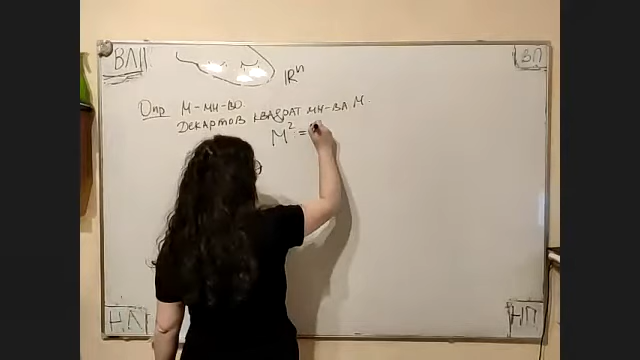 ВЛ
ВП
ℝⁿ
Опр М-мн-во.
Декартов квадрат мн-ва М.
М² =
НЛ
НП